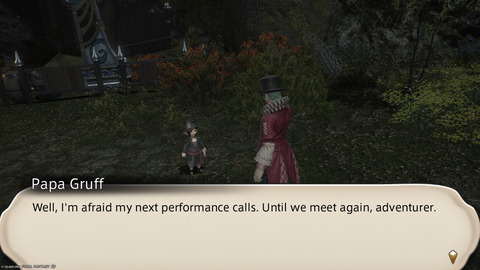 Papa Gruff
Well, I'm afraid my next performance calls. Until we meet again, adventurer.